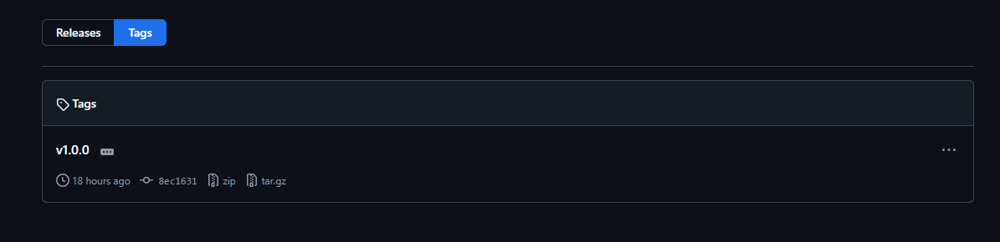 Releases Tags
Tags
v1.0.0
18 hours ago 8ec1631 zip tar.gz